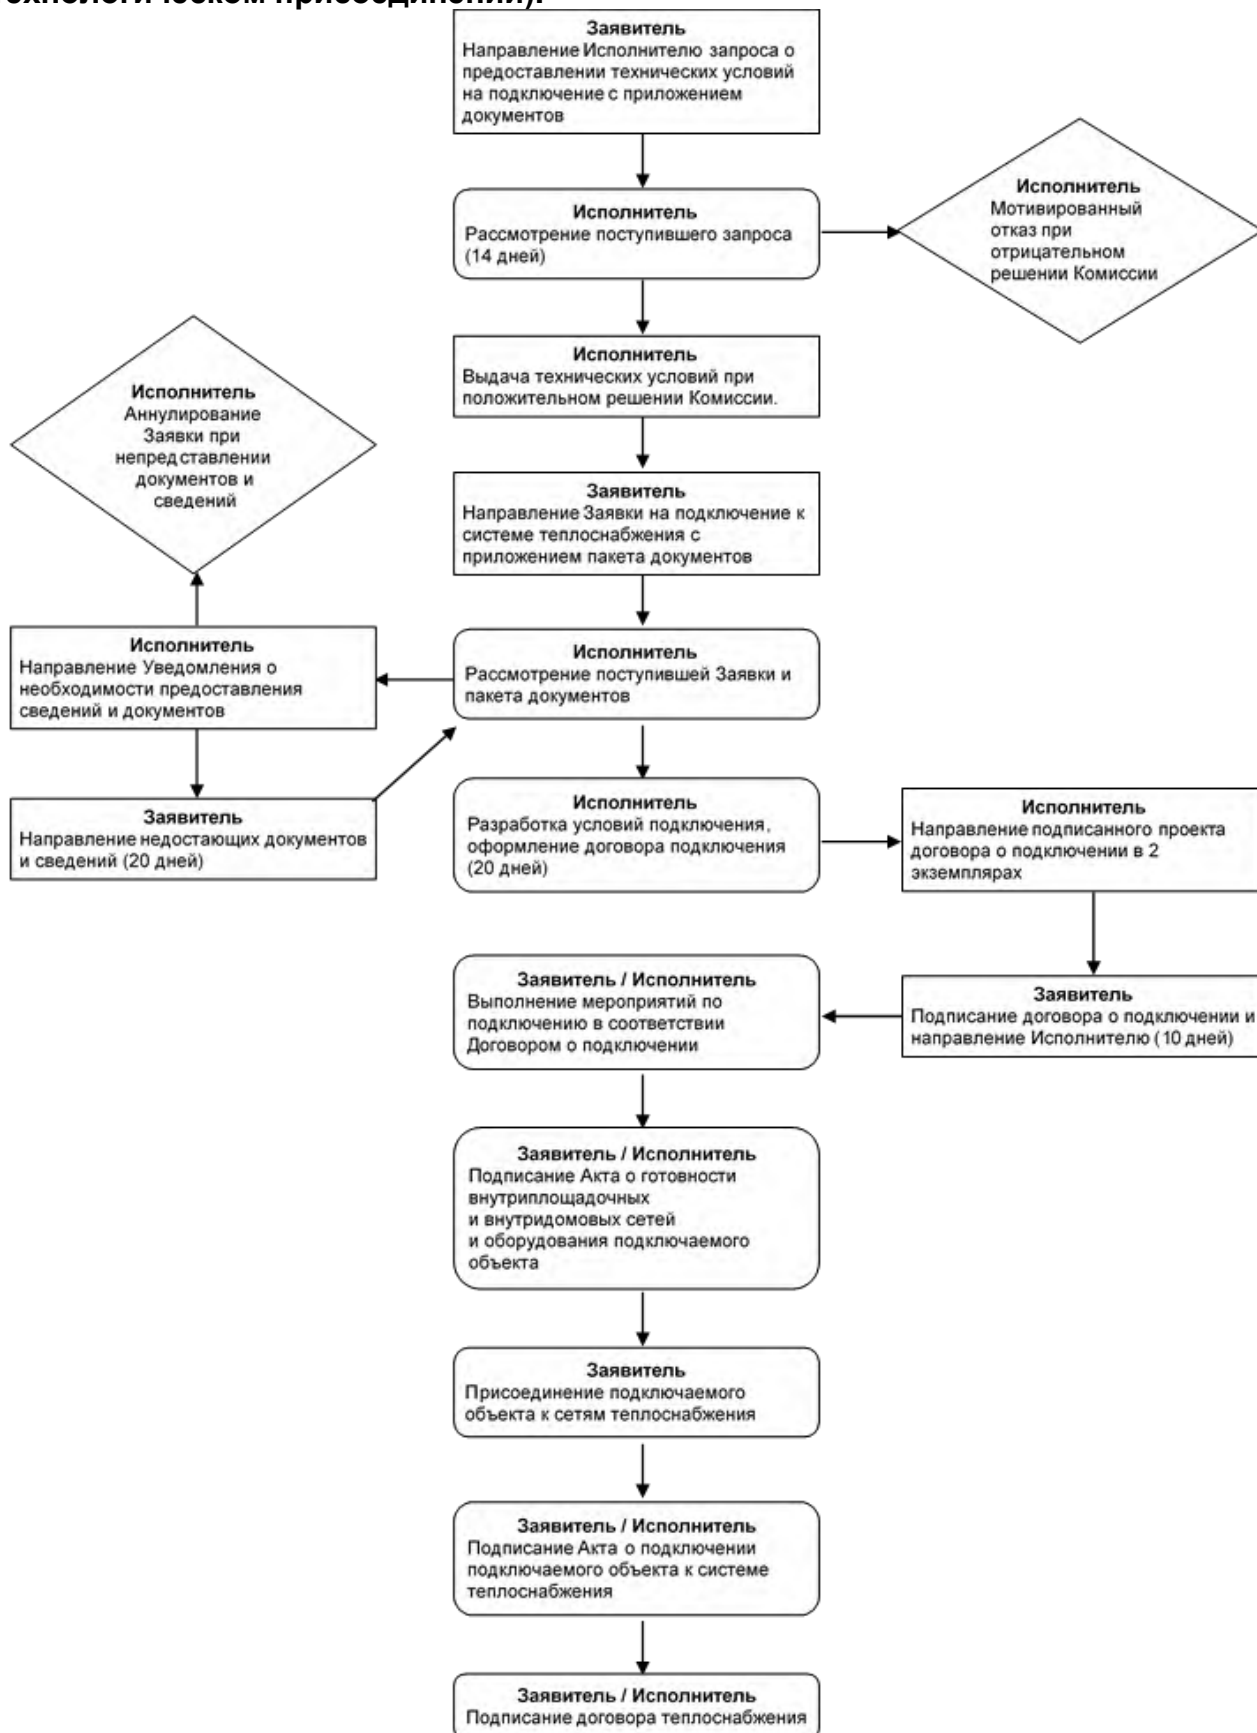 ехнологическом присоединении).
Заявитель
Направление Исполнителю запроса о
предоставлении технических условий
на подключение с приложением
документов
Исполнитель
Рассмотрение поступившего запроса
(14 дней)
Исполнитель
Мотивированный
отказ при
отрицательном
решении Комиссии
Исполнитель
Выдача технических условий при
положительном решении Комиссии.
Исполнитель
Аннулирование
Заявки при
непредставлении
документов и
сведений
Заявитель
Направление Заявки на подключение к
системе теплоснабжения с
приложением пакета документов
Исполнитель
Направление Уведомления о
необходимости предоставления
сведений и документов
Исполнитель
Рассмотрение поступившей Заявки и
пакета документов
Заявитель
Направление недостающих документов
и сведений (20 дней)
Исполнитель
Разработка условий подключения,
оформление договора подключения
(20 дней)
Исполнитель
Направление подписанного проекта
договора о подключении в 2
экземплярах
Заявитель
Подписание договора о подключении и
направление Исполнителю (10 дней)
Заявитель / Исполнитель
Выполнение мероприятий по
подключению в соответствии
Договором о подключении
Заявитель / Исполнитель
Подписание Акта о готовности
внутриплощадочных
и внутридомовых сетей
и оборудования подключаемого
объекта
Заявитель
Присоединение подключаемого
объекта к сетям теплоснабжения
Заявитель / Исполнитель
Подписание Акта о подключении
подключаемого объекта к системе
теплоснабжения
Заявитель / Исполнитель
Подписание договора теплоснабжения